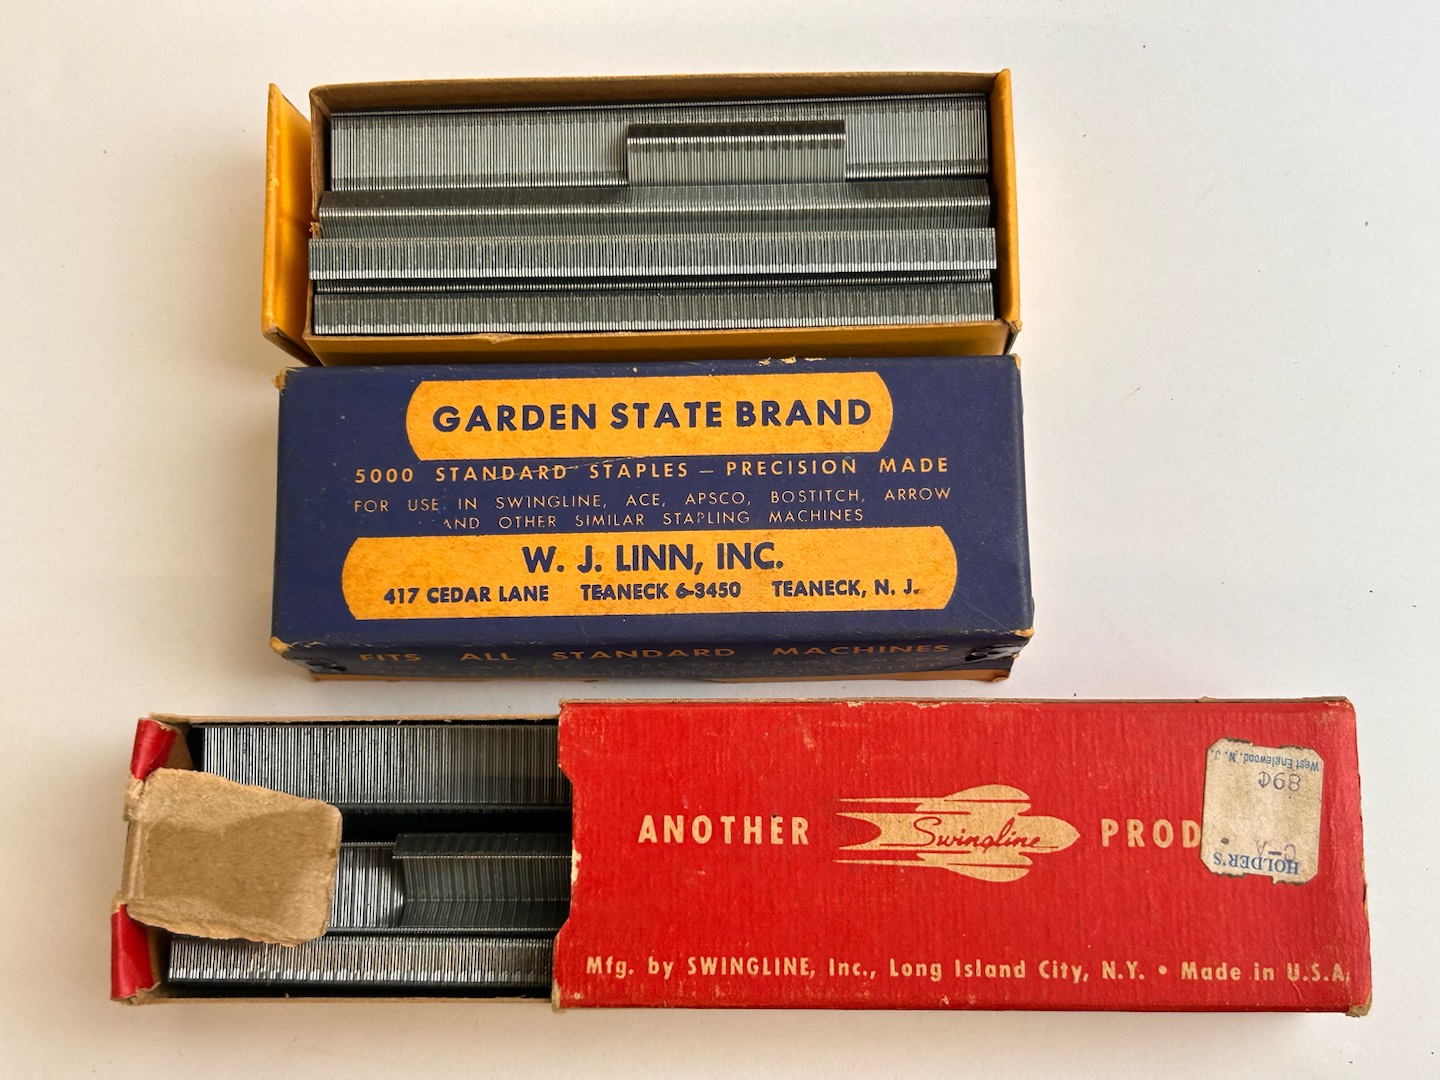 GARDEN STATE BRAND
5000 STANDARD STAPLES — PRECISION MADE
FOR USE IN SWINGLINE, ACE, APSCO, BOSTITCH, ARROW
AND OTHER SIMILAR STAPLING MACHINES
W. J. LINN, INC.
417 CEDAR LANE TEANECK 6-3450 TEANECK, N. J.
FITS ALL STANDARD MACHINES
ANOTHER Swingline PROD
HOLDER'S
C-A
89¢
West Englewood, N. J.
Mfg. by SWINGLINE, Inc., Long Island City, N.Y. • Made in U.S.A.